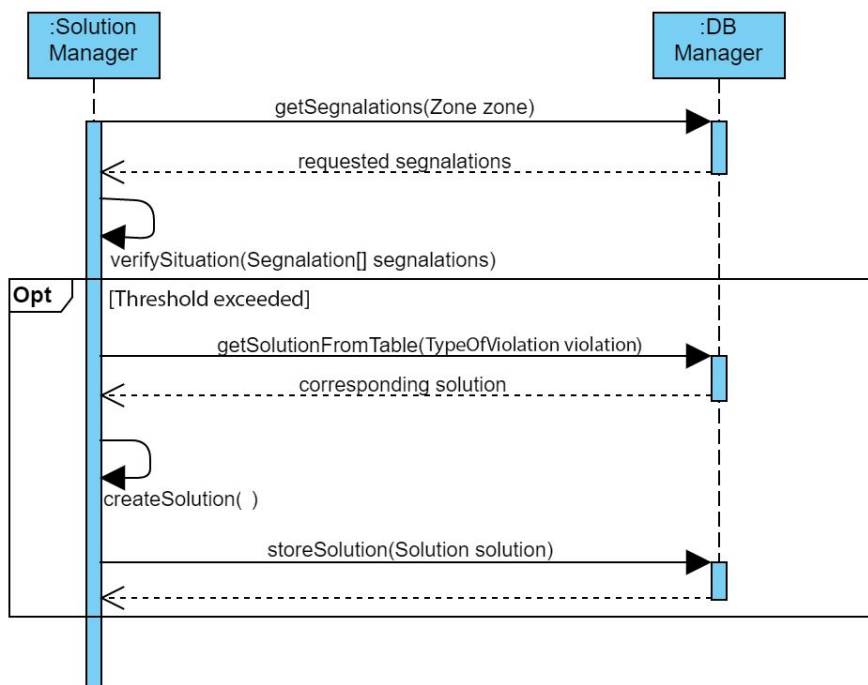 :Solution
Manager
:DB
Manager
getSegnalations(Zone zone)
requested segnalations
verifySituation(Segnalation[] segnalations)
Opt
[Threshold exceeded]
getSolutionFromTable(TypeOfViolation violation)
corresponding solution
createSolution( )
storeSolution(Solution solution)